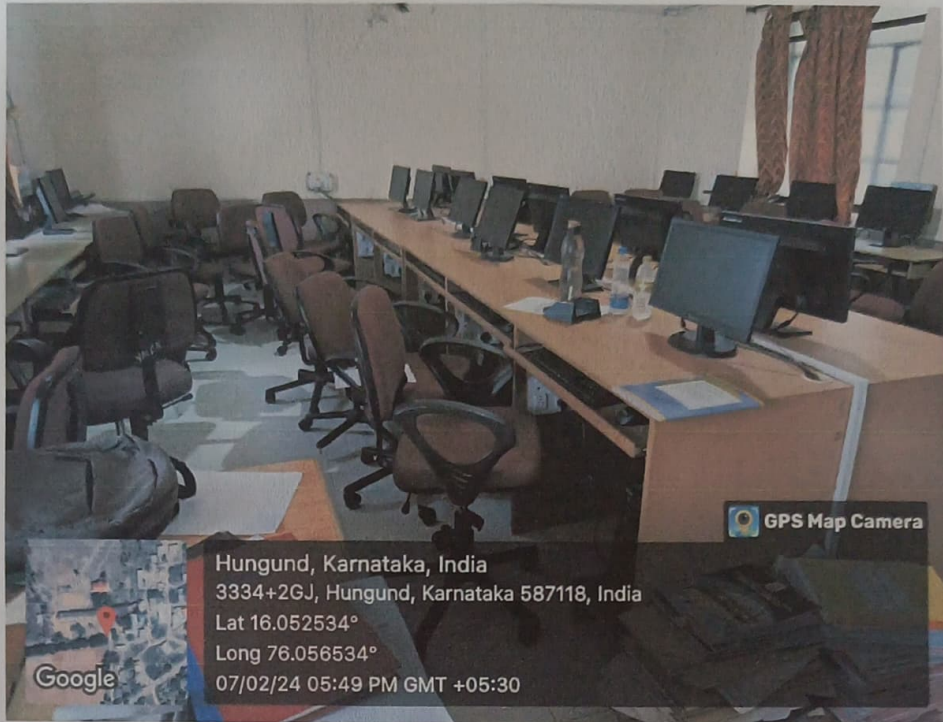 GPS Map Camera
Hungund, Karnataka, India
3334+2GJ, Hungund, Karnataka 587118, India
Lat 16.052534°
Long 76.056534°
07/02/24 05:49 PM GMT +05:30
Google